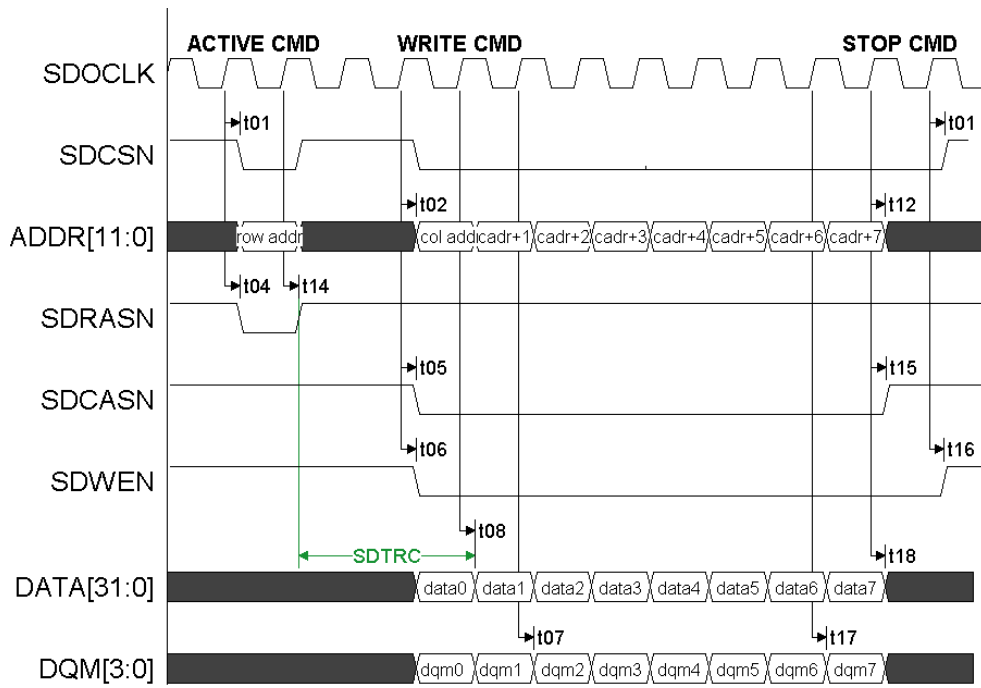 ACTIVE CMD WRITE CMD STOP CMD
SDOCLK
t01 t01
SDCSN
t02 t12
ADDR[11:0] row addr col addr cadr+1 cadr+2 cadr+3 cadr+4 cadr+5 cadr+6 cadr+7
t04 t14
SDRASN
t05 t15
SDCASN
t06 t16
SDWEN
t08
SDTRC t18
DATA[31:0] data0 data1 data2 data3 data4 data5 data6 data7
t07 t17
DQM[3:0] dqm0 dqm1 dqm2 dqm3 dqm4 dqm5 dqm6 dqm7